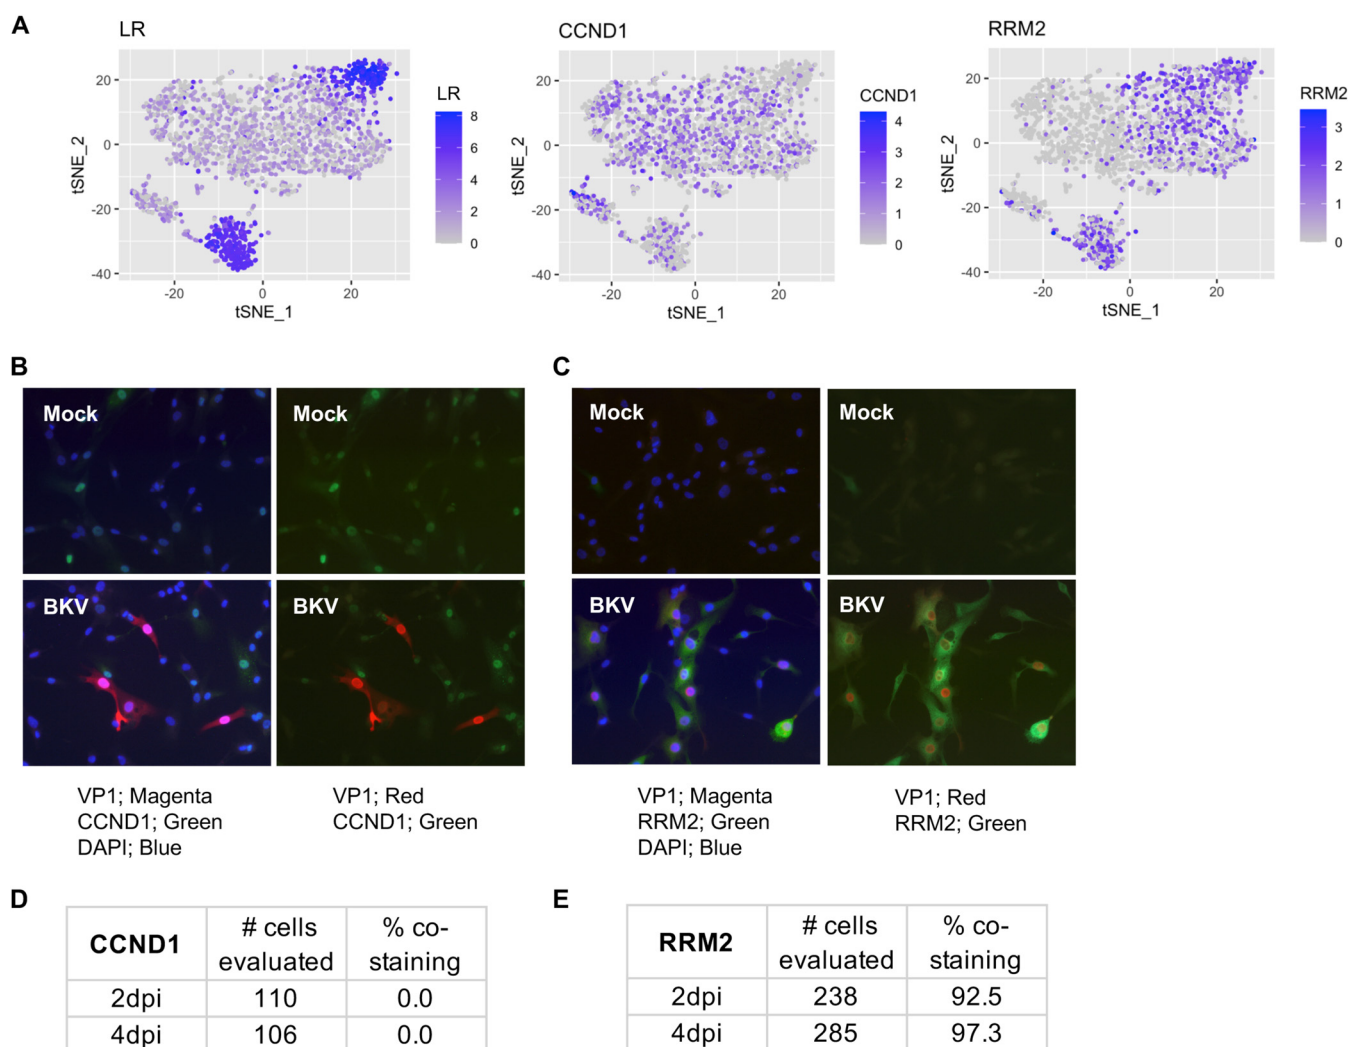 A
LR
20
0
-20
-40
-20
0
20
tSNE_1
tSNE_2
LR
8
6
4
2
0
CCND1
20
0
-20
-40
-20
0
20
tSNE_1
tSNE_2
CCND1
4
3
2
1
0
RRM2
20
0
-20
-40
-20
0
20
tSNE_1
tSNE_2
RRM2
3
2
1
0
B
Mock
Mock
BKV
BKV
VP1; Magenta
CCND1; Green
DAPI; Blue
VP1; Red
CCND1; Green
C
Mock
Mock
BKV
BKV
VP1; Magenta
RRM2; Green
DAPI; Blue
VP1; Red
RRM2; Green
D
CCND1
# cells
evaluated
% co-
staining
2dpi 110 0.0
4dpi 106 0.0
E
RRM2
# cells
evaluated
% co-
staining
2dpi 238 92.5
4dpi 285 97.3